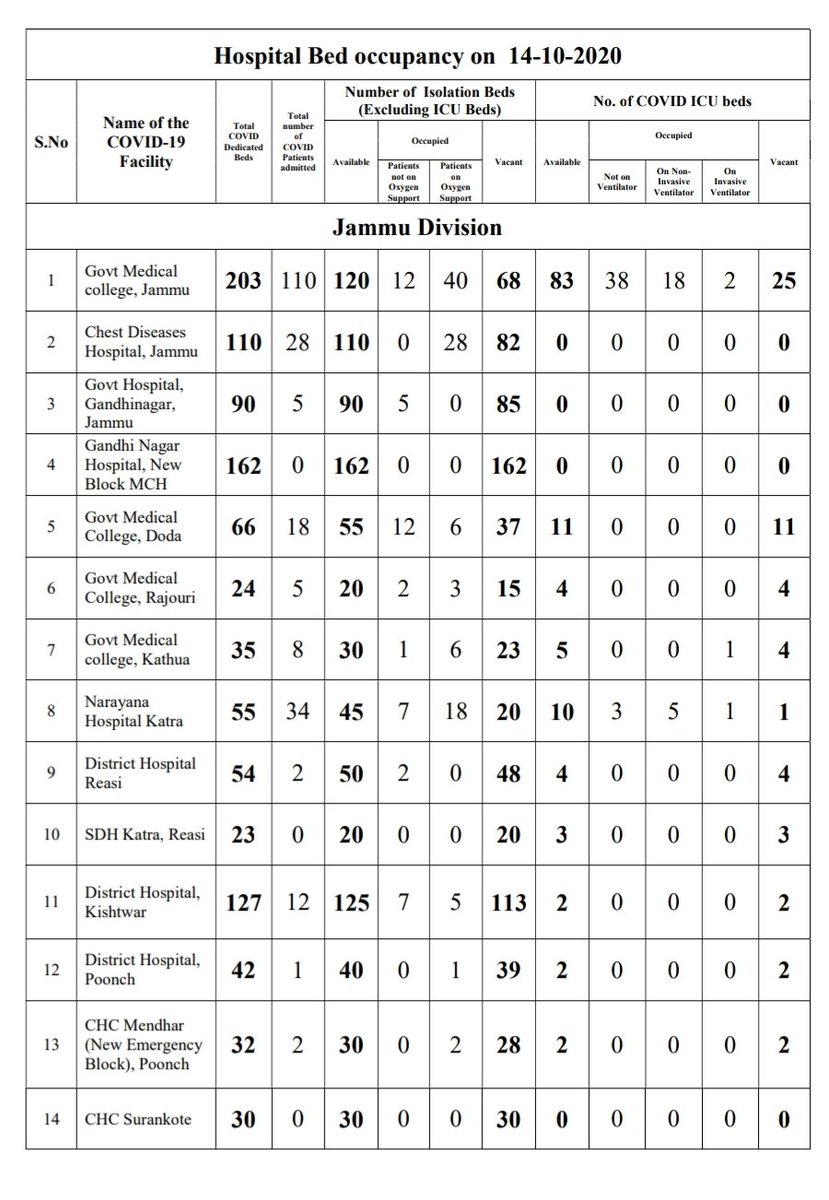 Hospital Bed occupancy on 14-10-2020
S.No
Name of the
COVID-19
Facility
Total
COVID
Dedicated
Beds
Total
number
of
COVID
Patients
admitted
Number of Isolation Beds
(Excluding ICU Beds)
No. of COVID ICU beds
Available
Occupied
Patients
not on
Oxygen
Support
Patients
on
Oxygen
Support
Vacant
Available
Occupied
Not on
Ventilator
On Non-
Invasive
Ventilator
On
Invasive
Ventilator
Vacant
Jammu Division
1 Govt Medical
college, Jammu 203 110 120 12 40 68 83 38 18 2 25
2 Chest Diseases
Hospital, Jammu 110 28 110 0 28 82 0 0 0 0 0
3 Govt Hospital,
Gandhinagar,
Jammu 90 5 90 5 0 85 0 0 0 0 0
4 Gandhi Nagar
Hospital, New
Block MCH 162 0 162 0 0 162 0 0 0 0 0
5 Govt Medical
College, Doda 66 18 55 12 6 37 11 0 0 0 11
6 Govt Medical
College, Rajouri 24 5 20 2 3 15 4 0 0 0 4
7 Govt Medical
college, Kathua 35 8 30 1 6 23 5 0 0 1 4
8 Narayana
Hospital Katra 55 34 45 7 18 20 10 3 5 1 1
9 District Hospital
Reasi 54 2 50 2 0 48 4 0 0 0 4
10 SDH Katra, Reasi 23 0 20 0 0 20 3 0 0 0 3
11 District Hospital,
Kishtwar 127 12 125 7 5 113 2 0 0 0 2
12 District Hospital,
Poonch 42 1 40 0 1 39 2 0 0 0 2
13 CHC Mendhar
(New Emergency
Block), Poonch 32 2 30 0 2 28 2 0 0 0 2
14 CHC Surankote 30 0 30 0 0 30 0 0 0 0 0